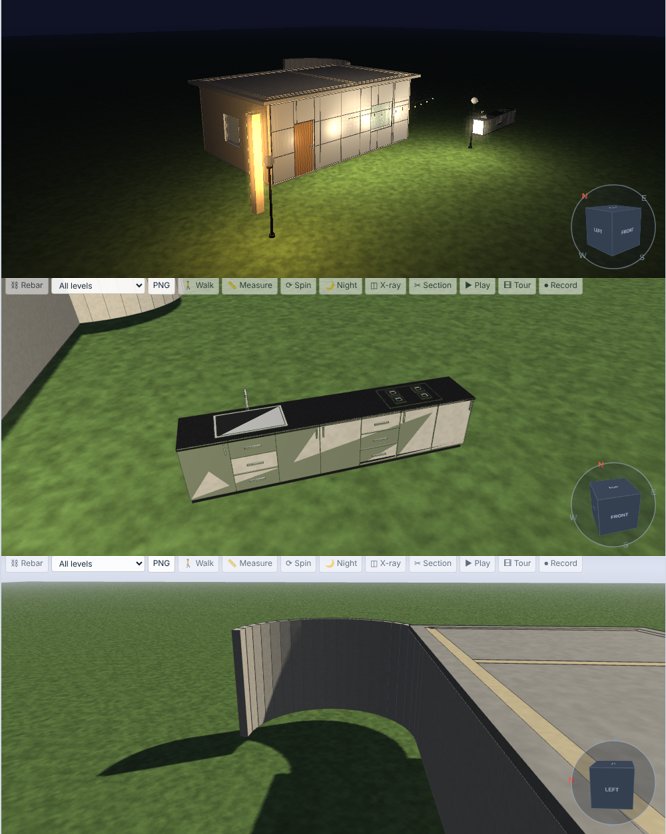 N
E
LEFT
FRONT
W
S
⛓ Rebar All levels PNG 🚶 Walk 📏 Measure ⟳ Spin 🌙 Night ◫ X-ray ✂ Section ▶ Play 🎞 Tour ● Record
N
FRONT
⛓ Rebar All levels PNG 🚶 Walk 📏 Measure ⟳ Spin 🌙 Night ◫ X-ray ✂ Section ▶ Play 🎞 Tour ● Record
LEFT